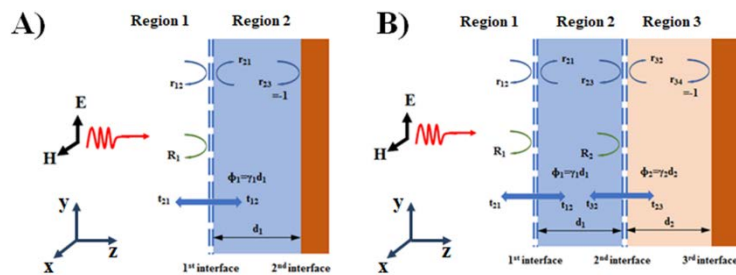 A)
Region 1 Region 2
r21
r12 r23
=-1
E
H
R1
ϕ1=γ1d1
t21 t12
y
z
x
d1
1st interface 2nd interface
B)
Region 1 Region 2 Region 3
r21 r32
r12 r23 r34
=-1
E
H
R1 R2
ϕ1=γ1d1 ϕ2=γ2d2
t21 t12 t32 t23
y
z
x
d1 d2
1st interface 2nd interface 3rd interface